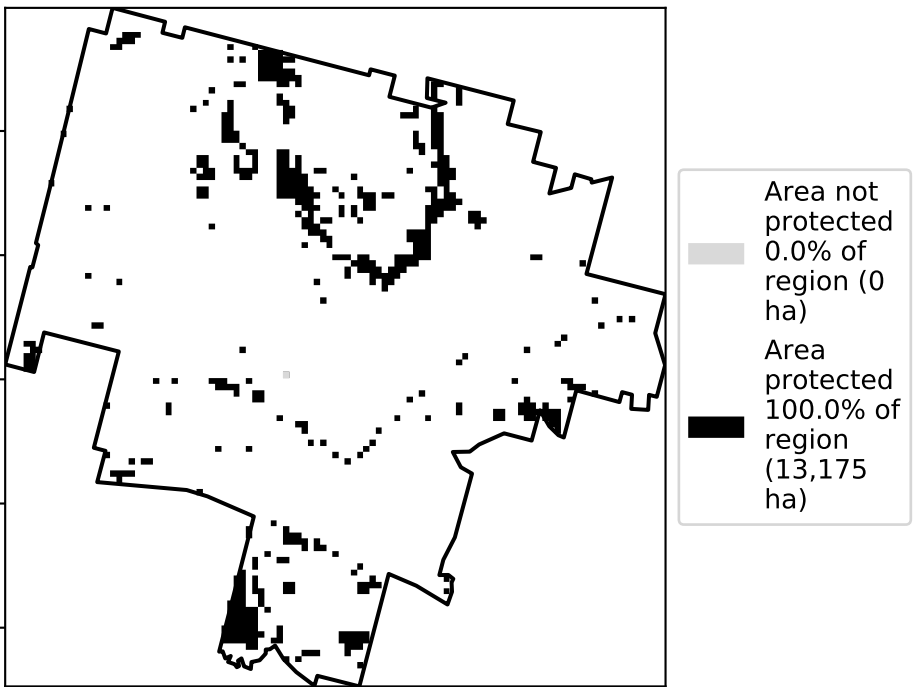 Area not
protected
0.0% of
region (0
ha)
Area
protected
100.0% of
region
(13,175
ha)